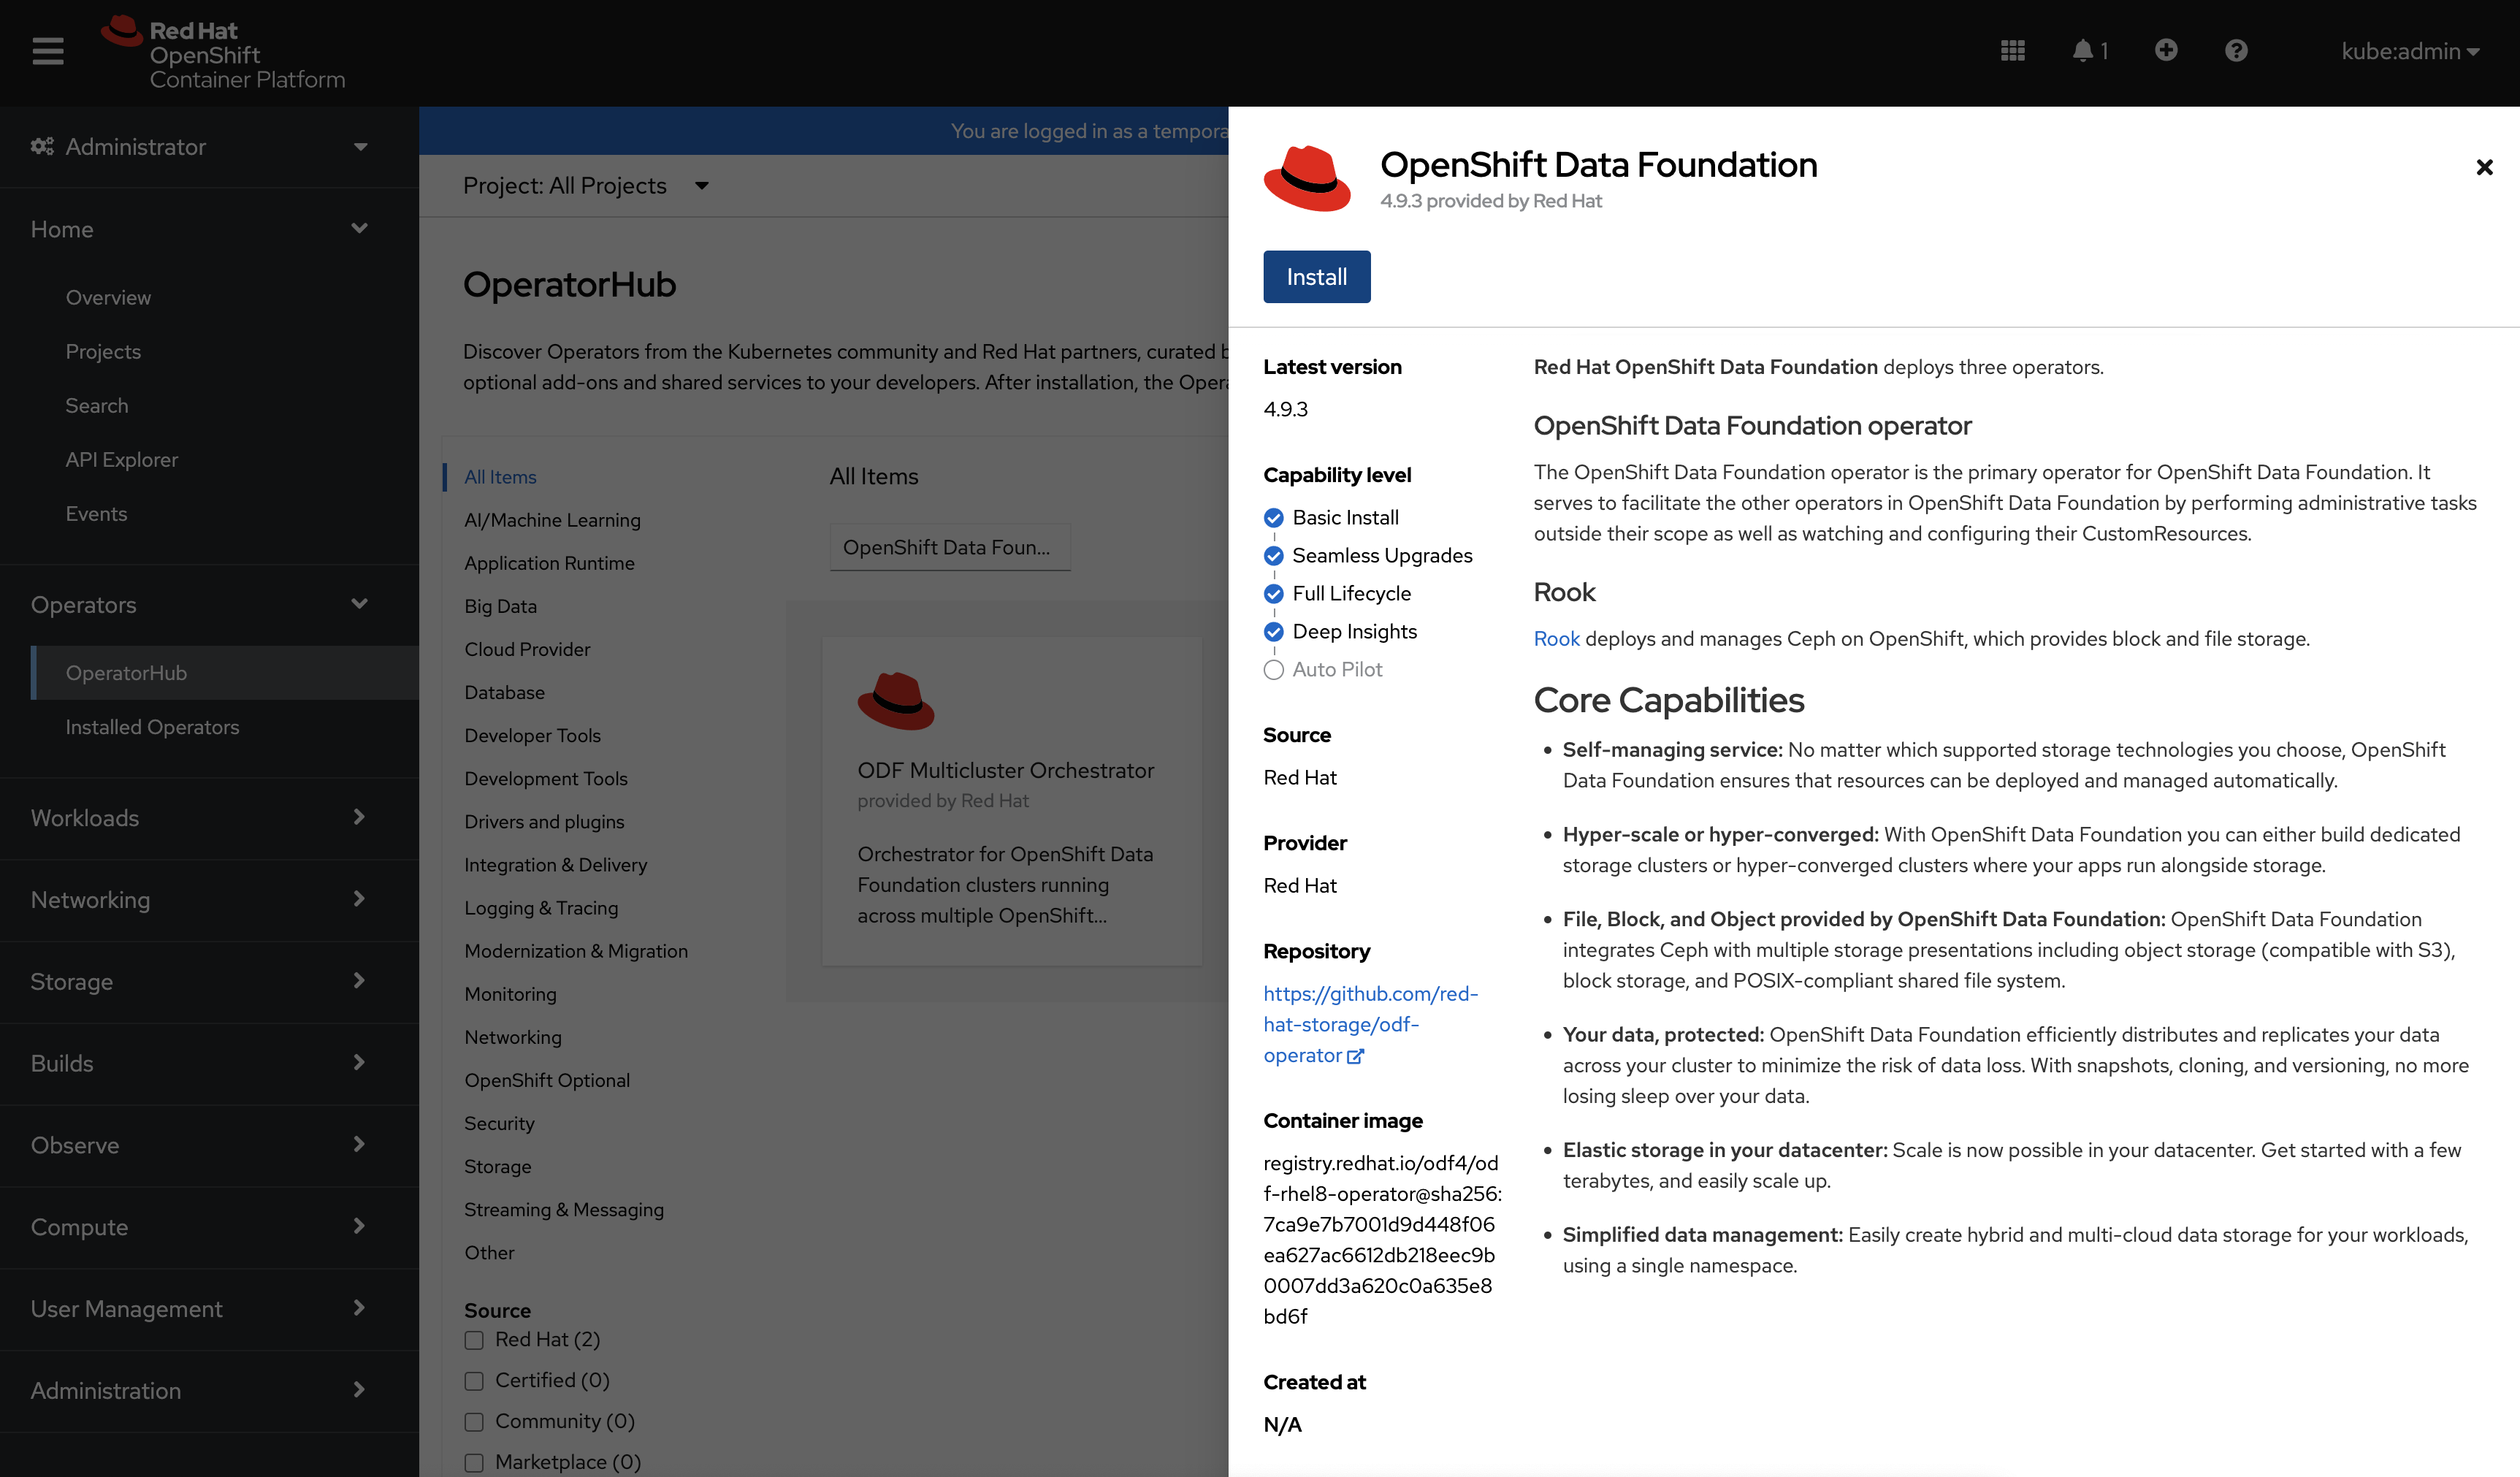 Red Hat
OpenShift
Container Platform
1
kube:admin
Administrator
Home
Overview
Projects
Search
API Explorer
Events
Operators
OperatorHub
Installed Operators
Workloads
Networking
Storage
Builds
Observe
Compute
User Management
Administration
You are logged in as a tempora
Project: All Projects
OperatorHub
Discover Operators from the Kubernetes community and Red Hat partners, curated b
optional add-ons and shared services to your developers. After installation, the Opera
All Items
AI/Machine Learning
Application Runtime
Big Data
Cloud Provider
Database
Developer Tools
Development Tools
Drivers and plugins
Integration & Delivery
Logging & Tracing
Modernization & Migration
Monitoring
Networking
OpenShift Optional
Security
Storage
Streaming & Messaging
Other
Source
Red Hat (2)
Certified (0)
Community (0)
Marketplace (0)
All Items
OpenShift Data Foun...
ODF Multicluster Orchestrator
provided by Red Hat
Orchestrator for OpenShift Data
Foundation clusters running
across multiple OpenShift...
OpenShift Data Foundation
4.9.3 provided by Red Hat
Install
Latest version
4.9.3
Capability level
Basic Install
Seamless Upgrades
Full Lifecycle
Deep Insights
Auto Pilot
Source
Red Hat
Provider
Red Hat
Repository
https://github.com/red-
hat-storage/odf-
operator
Container image
registry.redhat.io/odf4/od
f-rhel8-operator@sha256:
7ca9e7b7001d9d448f06
ea627ac6612db218eec9b
0007dd3a620c0a635e8
bd6f
Created at
N/A
Red Hat OpenShift Data Foundation deploys three operators.
OpenShift Data Foundation operator
The OpenShift Data Foundation operator is the primary operator for OpenShift Data Foundation. It
serves to facilitate the other operators in OpenShift Data Foundation by performing administrative tasks
outside their scope as well as watching and configuring their CustomResources.
Rook
Rook deploys and manages Ceph on OpenShift, which provides block and file storage.
Core Capabilities
• Self-managing service: No matter which supported storage technologies you choose, OpenShift
Data Foundation ensures that resources can be deployed and managed automatically.
• Hyper-scale or hyper-converged: With OpenShift Data Foundation you can either build dedicated
storage clusters or hyper-converged clusters where your apps run alongside storage.
• File, Block, and Object provided by OpenShift Data Foundation: OpenShift Data Foundation
integrates Ceph with multiple storage presentations including object storage (compatible with S3),
block storage, and POSIX-compliant shared file system.
• Your data, protected: OpenShift Data Foundation efficiently distributes and replicates your data
across your cluster to minimize the risk of data loss. With snapshots, cloning, and versioning, no more
losing sleep over your data.
• Elastic storage in your datacenter: Scale is now possible in your datacenter. Get started with a few
terabytes, and easily scale up.
• Simplified data management: Easily create hybrid and multi-cloud data storage for your workloads,
using a single namespace.